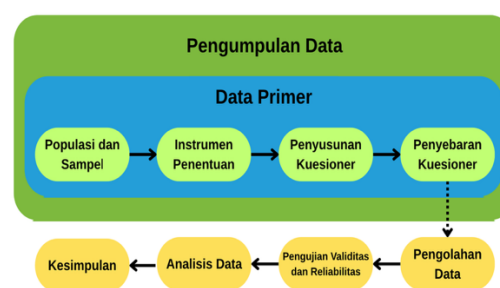 Pengumpulan Data
Data Primer
Populasi dan
Sampel
Instrumen
Penentuan
Penyusunan
Kuesioner
Penyebaran
Kuesioner
Pengolahan
Data
Pengujian Validitas
dan Reliabilitas
Analisis Data
Kesimpulan